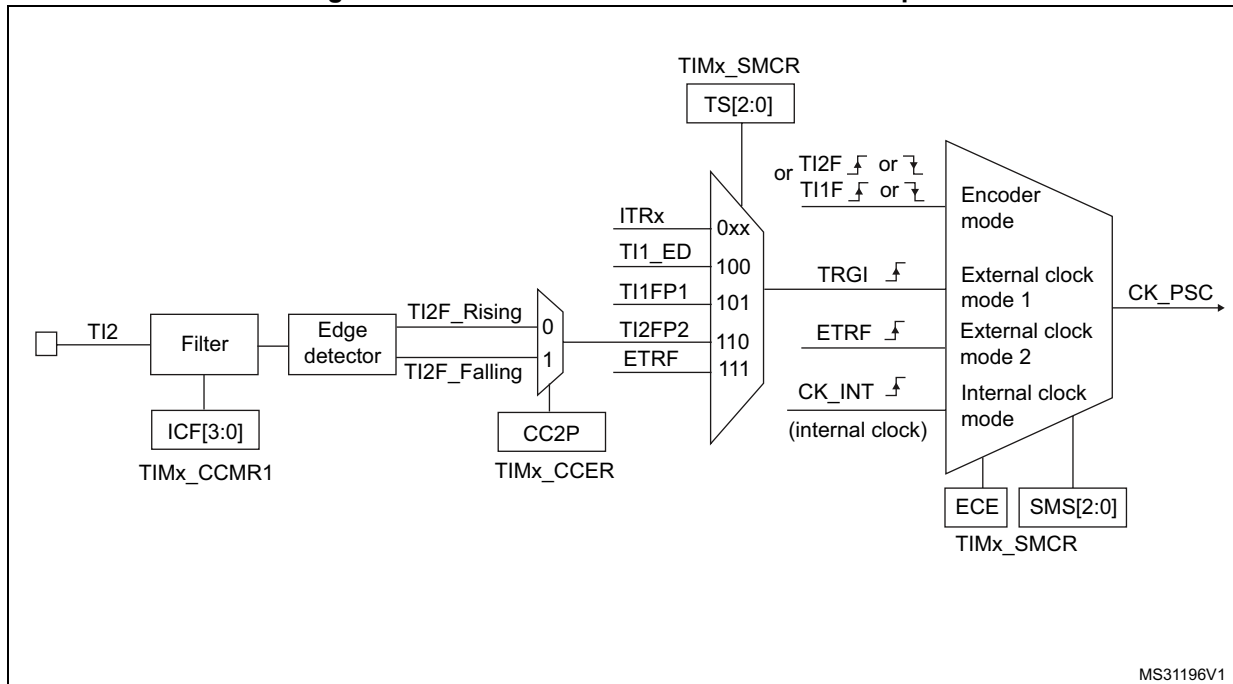 TIMx_SMCR
TS[2:0]
TI2F or
or
TI1F or
Encoder
mode
ITRx
0xx
TI1_ED
100
TRGI
External clock
mode 1
CK_PSC
TI1FP1
101
TI2F_Rising
0
TI2
Filter
Edge
detector
TI2FP2
110
ETRF
External clock
mode 2
1
ETRF
111
TI2F_Falling
CK_INT
Internal clock
mode
(internal clock)
ICF[3:0]
CC2P
TIMx_CCMR1
TIMx_CCER
ECE
SMS[2:0]
TIMx_SMCR
MS31196V1